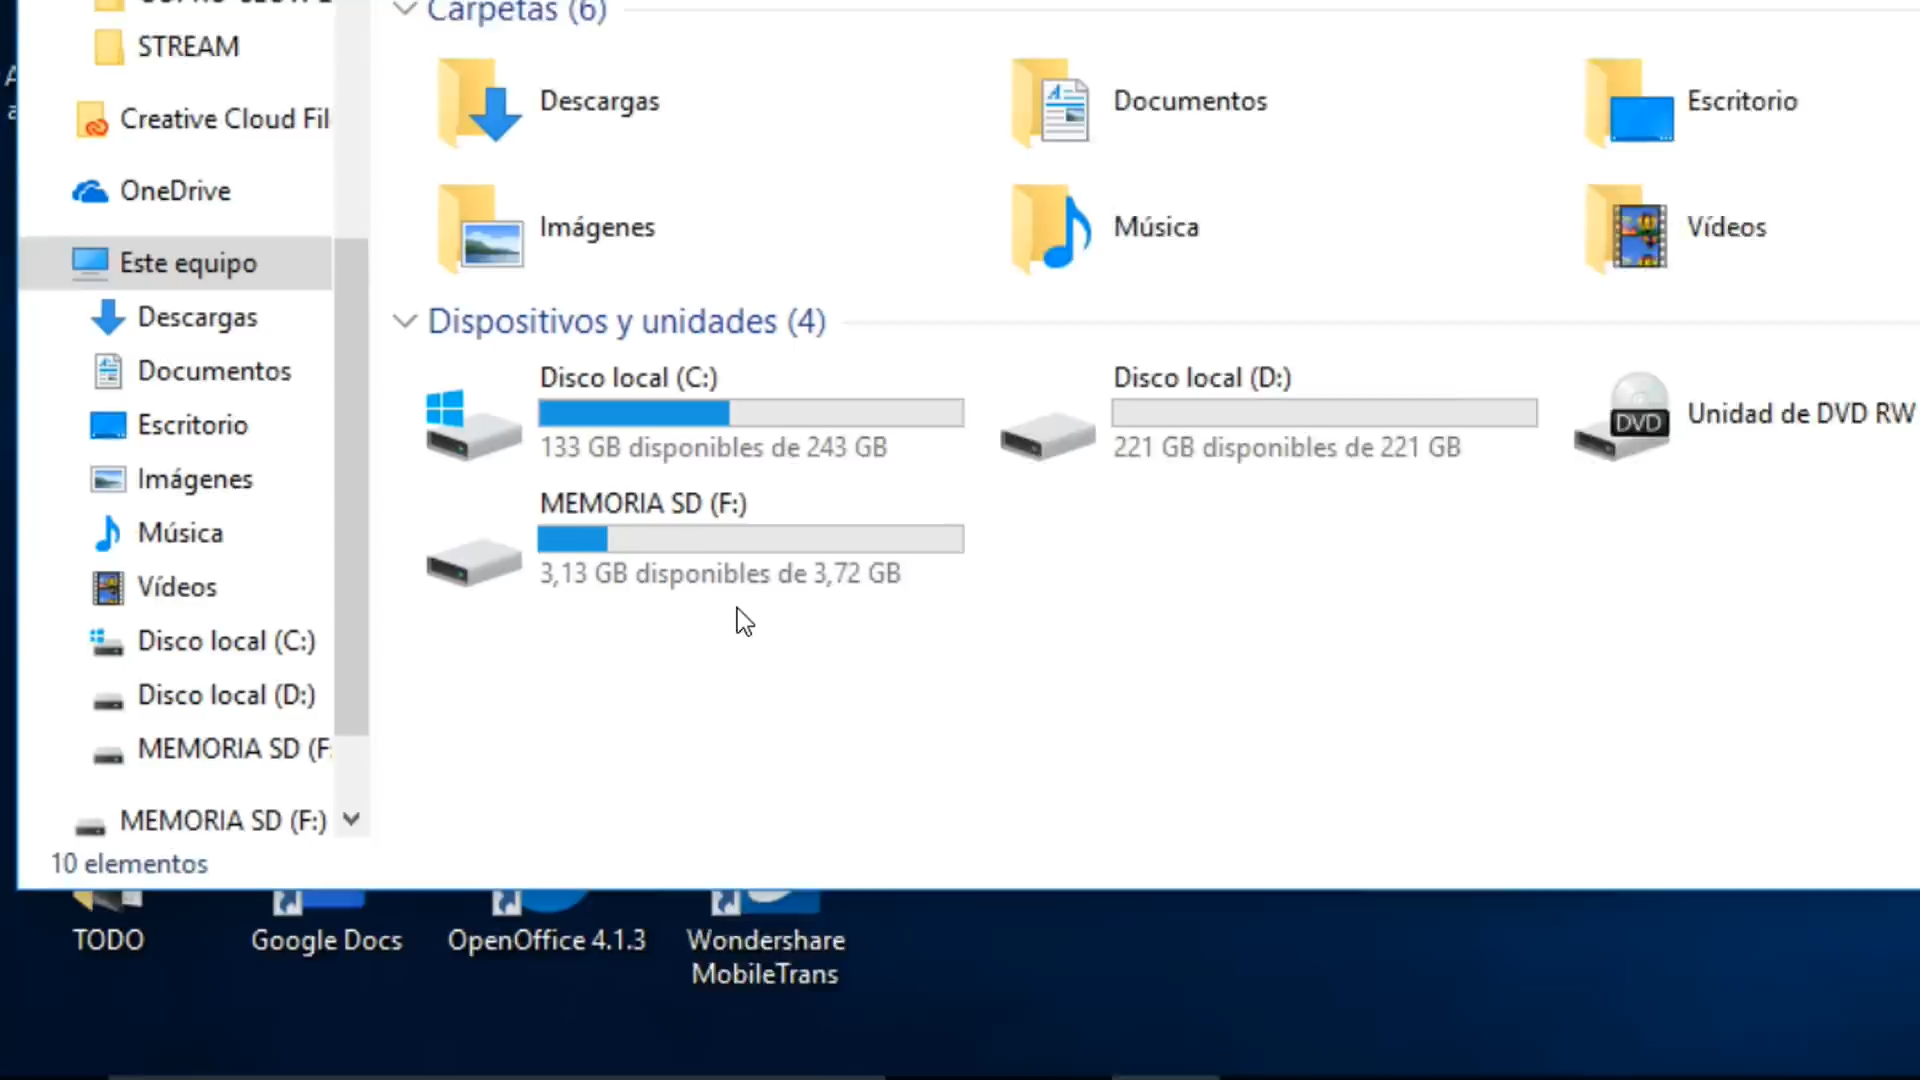 STREAM
Creative Cloud Fil
OneDrive
Este equipo
Descargas
Documentos
Escritorio
Imágenes
Música
Vídeos
Disco local (C:)
Disco local (D:)
MEMORIA SD (F:
MEMORIA SD (F:)
10 elementos
Carpetas (6)
Descargas
Documentos
Escritorio
Imágenes
Música
Vídeos
Dispositivos y unidades (4)
Disco local (C:)
133 GB disponibles de 243 GB
Disco local (D:)
221 GB disponibles de 221 GB
DVD
Unidad de DVD RW
MEMORIA SD (F:)
3,13 GB disponibles de 3,72 GB
TODO
Google Docs
OpenOffice 4.1.3
Wondershare
MobileTrans